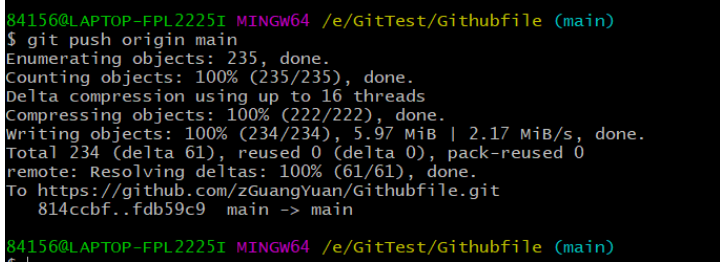 84156@LAPTOP-FPL2225I MINGW64 /e/GitTest/Githubfile (main)
$ git push origin main
Enumerating objects: 235, done.
Counting objects: 100% (235/235), done.
Delta compression using up to 16 threads
Compressing objects: 100% (222/222), done.
Writing objects: 100% (234/234), 5.97 MiB | 2.17 MiB/s, done.
Total 234 (delta 61), reused 0 (delta 0), pack-reused 0
remote: Resolving deltas: 100% (61/61), done.
To https://github.com/zGuangYuan/Githubfile.git
   814ccbf..fdb59c9  main -> main
84156@LAPTOP-FPL2225I MINGW64 /e/GitTest/Githubfile (main)
$